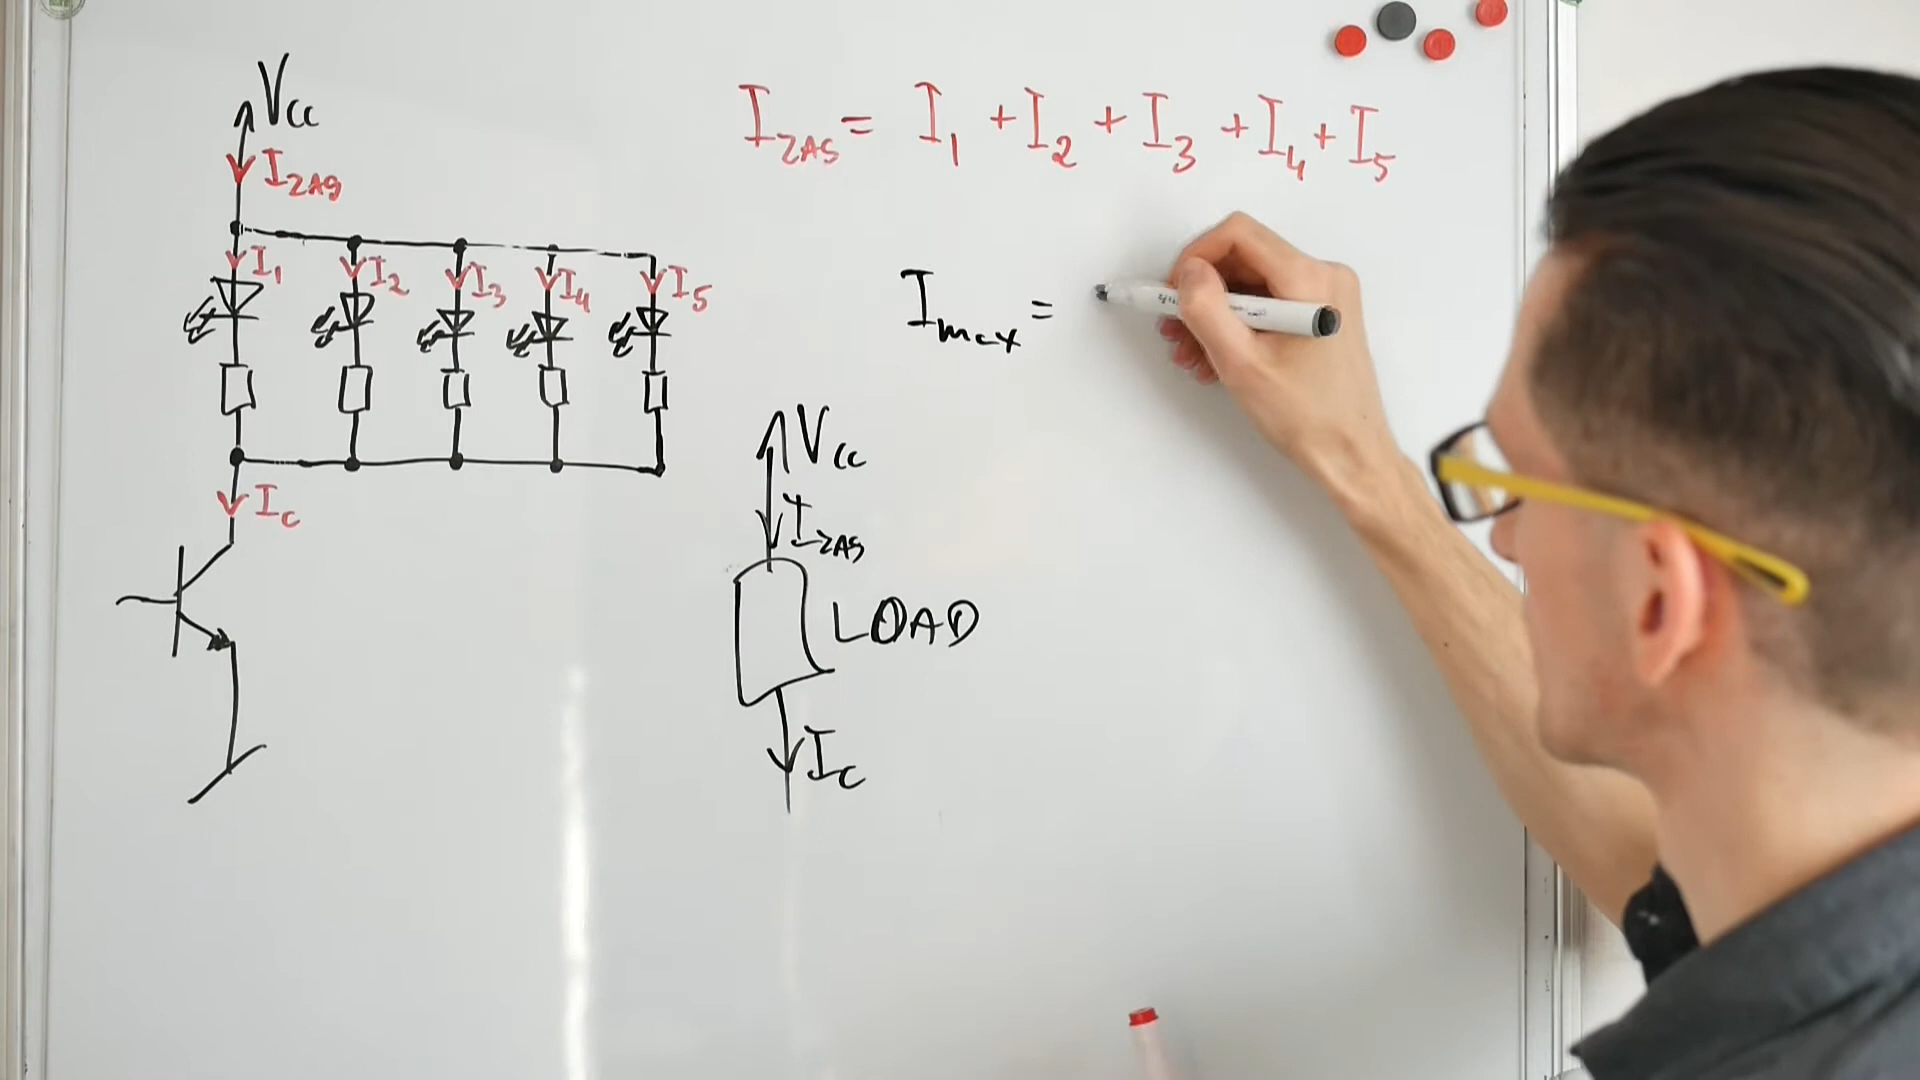 Vcc
IZAS
I1 I2 I3 I4 I5
Ic
IZAS = I1 + I2 + I3 + I4 + I5
Imax =
Vcc
IZAS
LOAD
Ic